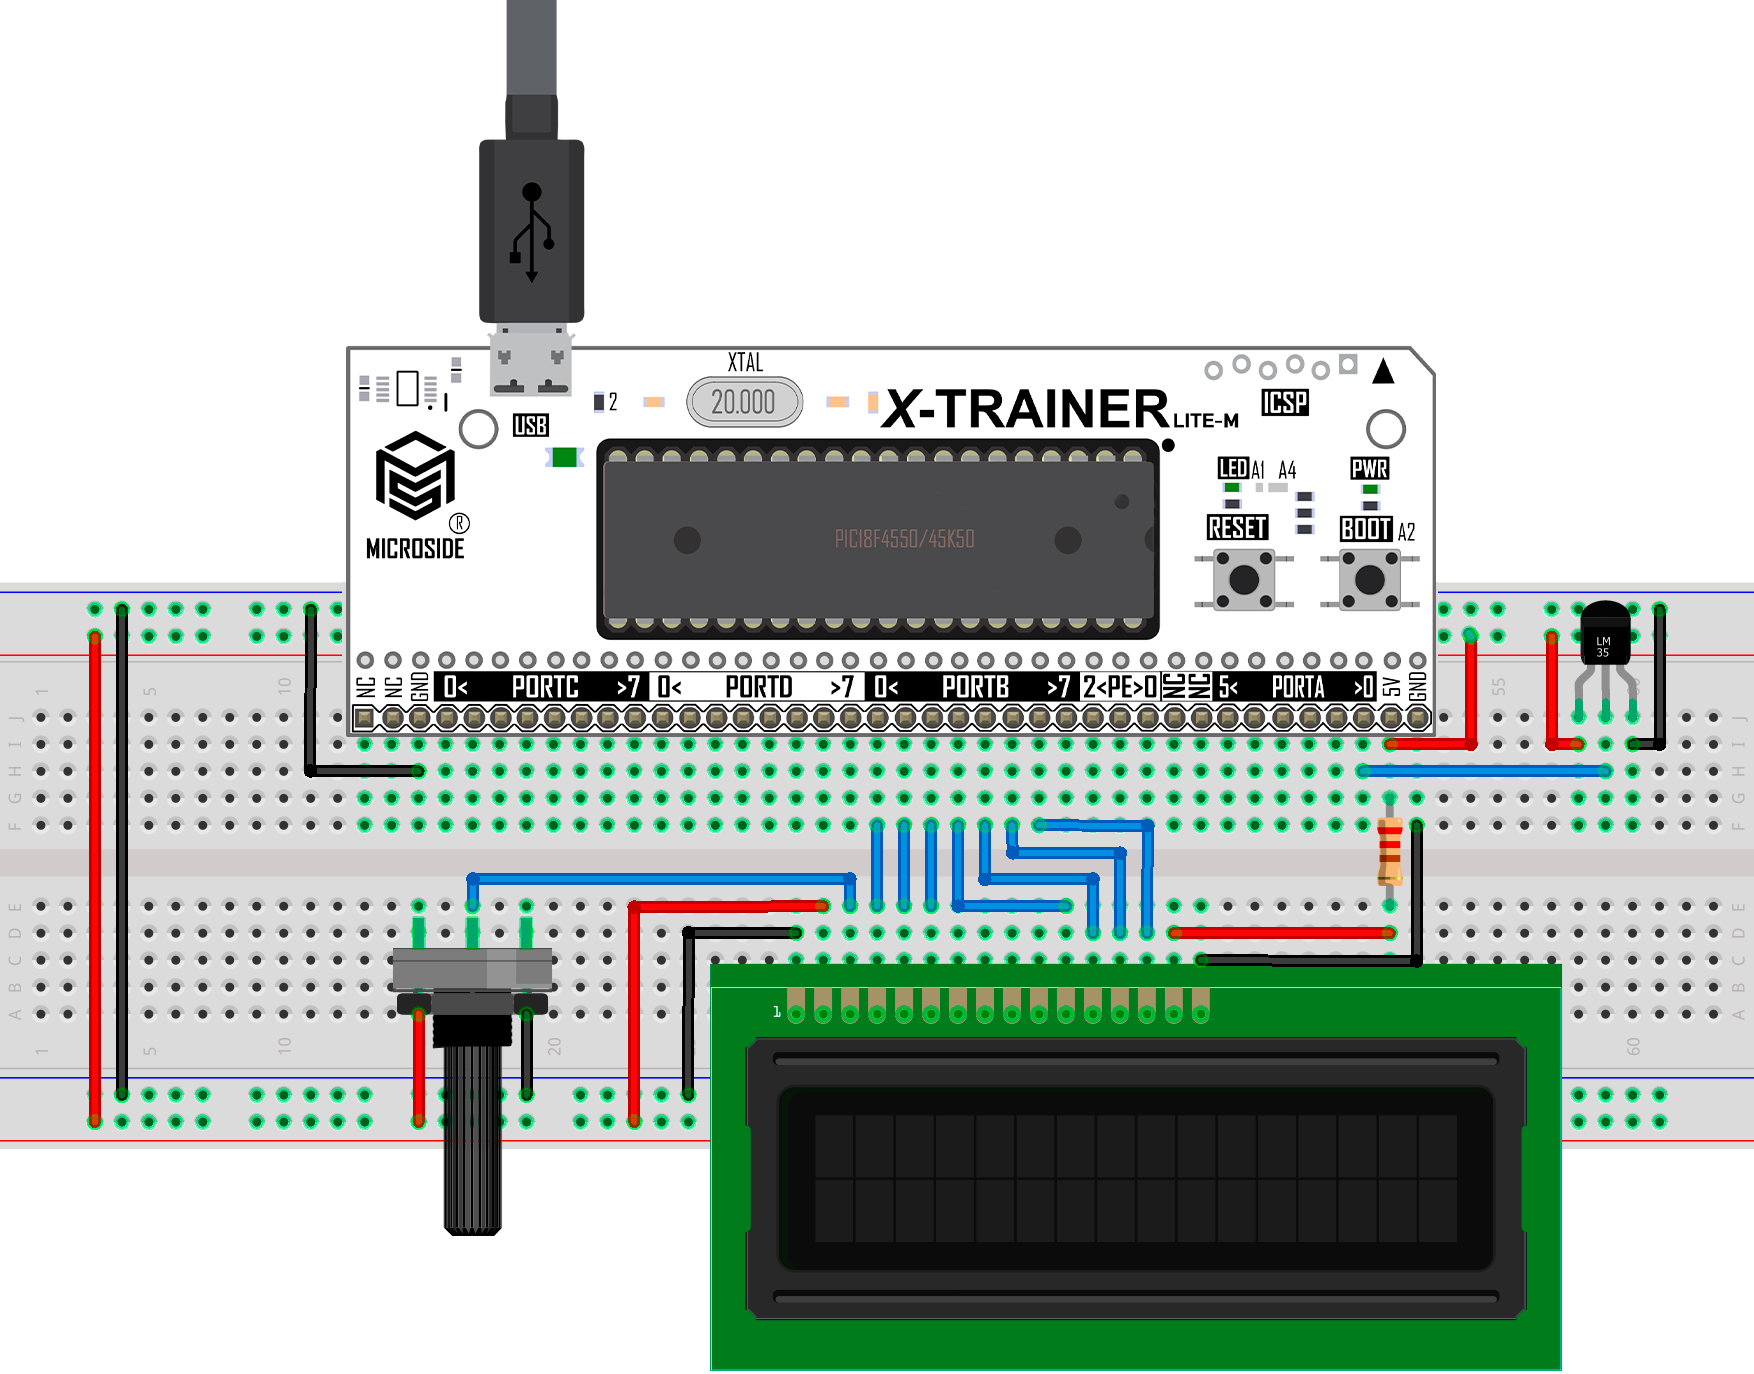 XTAL
20.000
2
USB
X-TRAINER LITE-M
ICSP
LED A1 A4
PWR
RESET
BOOT A2
MICROSIDE
®
PIC18F4550/45K50
NC NC GND 0< PORTC >7 0< PORTD >7 0< PORTB >7 2<PE>0 NC NC 5< PORTA >0 5V GND
LM
35
1 5 10 55
J J
I I
H H
G G
F F
E E
D D
C C
B B
A A
1 5 10 20 60
1